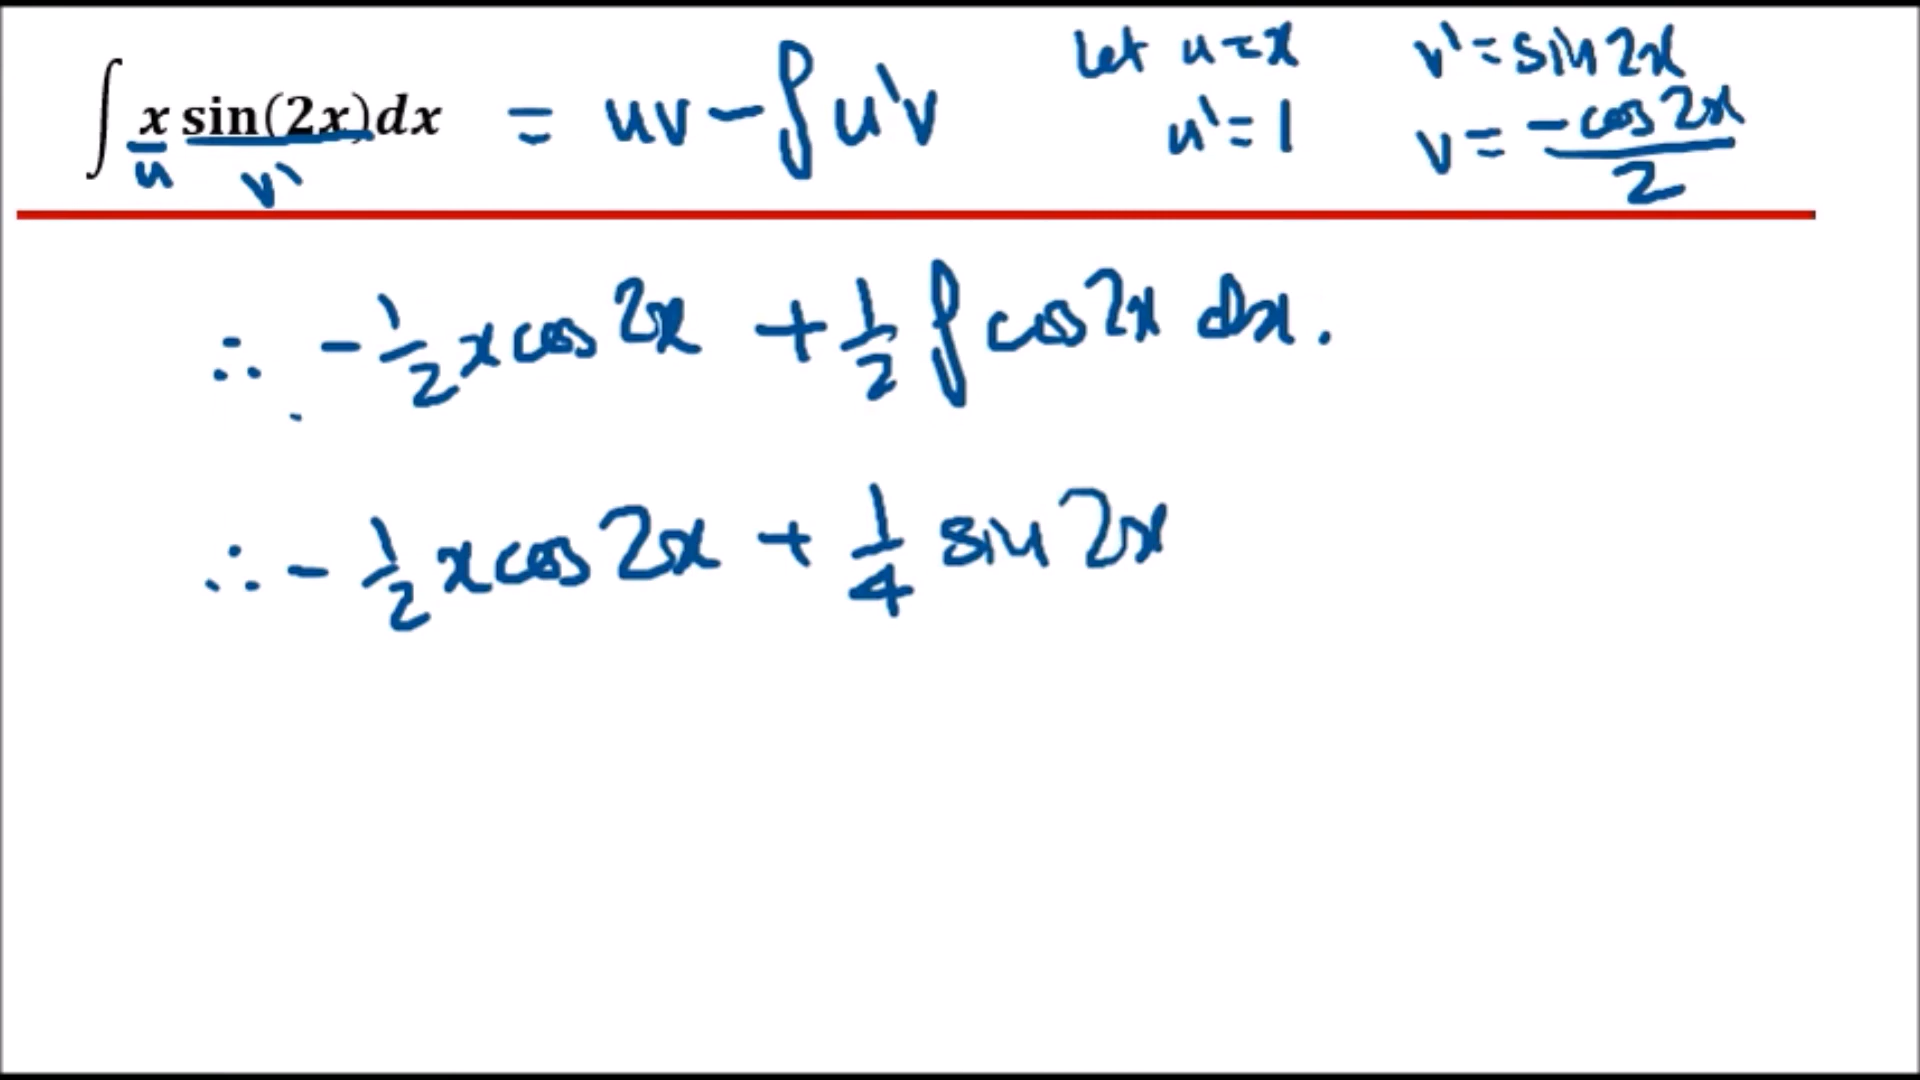 ∫ x sin(2x)dx = uv - ∫ u'v
u v'
Let u = x v' = sin 2x
u' = 1 v = -cos 2x / 2
∴ - 1/2 x cos 2x + 1/2 ∫ cos 2x dx.
∴ - 1/2 x cos 2x + 1/4 sin 2x